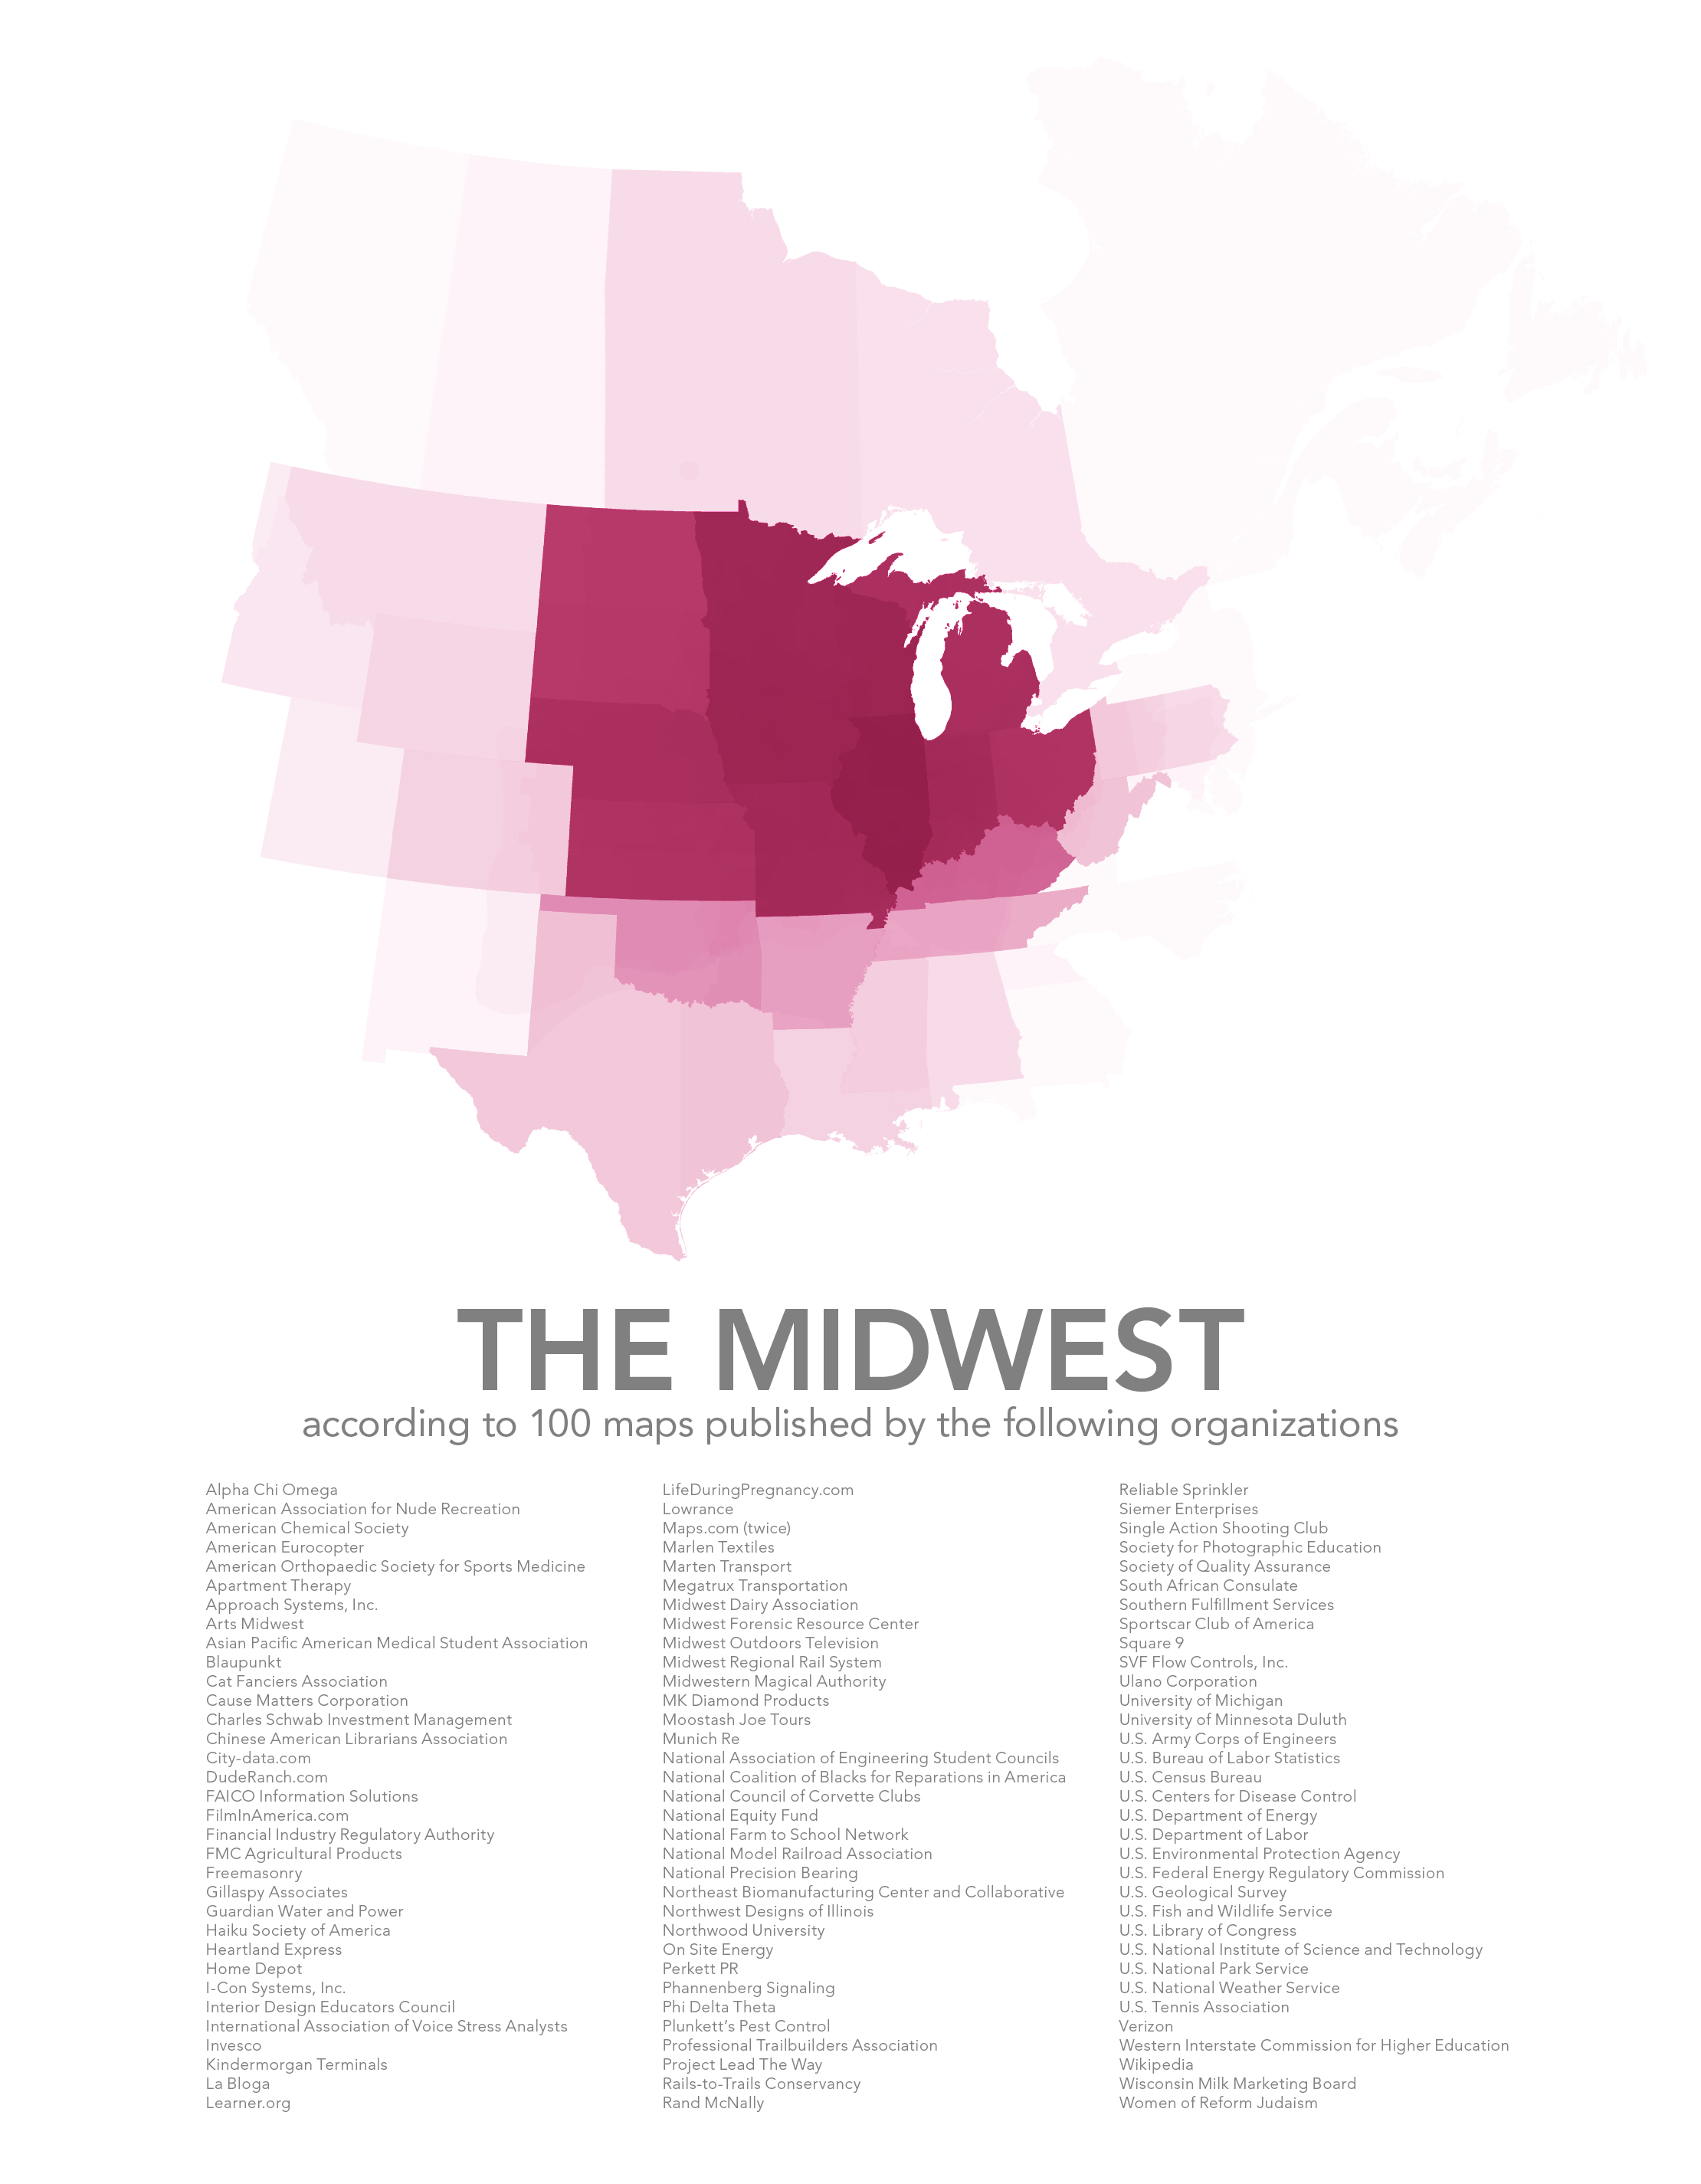 THE MIDWEST
according to 100 maps published by the following organizations
Alpha Chi Omega
American Association for Nude Recreation
American Chemical Society
American Eurocopter
American Orthopaedic Society for Sports Medicine
Apartment Therapy
Approach Systems, Inc.
Arts Midwest
Asian Pacific American Medical Student Association
Blaupunkt
Cat Fanciers Association
Cause Matters Corporation
Charles Schwab Investment Management
Chinese American Librarians Association
City-data.com
DudeRanch.com
FAICO Information Solutions
FilmInAmerica.com
Financial Industry Regulatory Authority
FMC Agricultural Products
Freemasonry
Gillaspy Associates
Guardian Water and Power
Haiku Society of America
Heartland Express
Home Depot
I-Con Systems, Inc.
Interior Design Educators Council
International Association of Voice Stress Analysts
Invesco
Kindermorgan Terminals
La Bloga
Learner.org
LifeDuringPregnancy.com
Lowrance
Maps.com (twice)
Marlen Textiles
Marten Transport
Megatrux Transportation
Midwest Dairy Association
Midwest Forensic Resource Center
Midwest Outdoors Television
Midwest Regional Rail System
Midwestern Magical Authority
MK Diamond Products
Moostash Joe Tours
Munich Re
National Association of Engineering Student Councils
National Coalition of Blacks for Reparations in America
National Council of Corvette Clubs
National Equity Fund
National Farm to School Network
National Model Railroad Association
National Precision Bearing
Northeast Biomanufacturing Center and Collaborative
Northwest Designs of Illinois
Northwood University
On Site Energy
Perkett PR
Phannenberg Signaling
Phi Delta Theta
Plunkett’s Pest Control
Professional Trailbuilders Association
Project Lead The Way
Rails-to-Trails Conservancy
Rand McNally
Reliable Sprinkler
Siemer Enterprises
Single Action Shooting Club
Society for Photographic Education
Society of Quality Assurance
South African Consulate
Southern Fulfillment Services
Sportscar Club of America
Square 9
SVF Flow Controls, Inc.
Ulano Corporation
University of Michigan
University of Minnesota Duluth
U.S. Army Corps of Engineers
U.S. Bureau of Labor Statistics
U.S. Census Bureau
U.S. Centers for Disease Control
U.S. Department of Energy
U.S. Department of Labor
U.S. Environmental Protection Agency
U.S. Federal Energy Regulatory Commission
U.S. Geological Survey
U.S. Fish and Wildlife Service
U.S. Library of Congress
U.S. National Institute of Science and Technology
U.S. National Park Service
U.S. National Weather Service
U.S. Tennis Association
Verizon
Western Interstate Commission for Higher Education
Wikipedia
Wisconsin Milk Marketing Board
Women of Reform Judaism